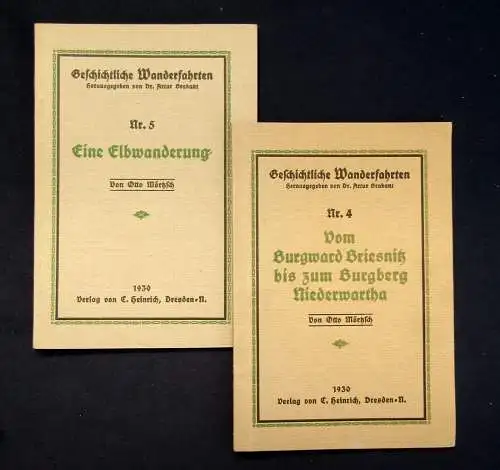 Geschichtliche Wanderfahrten
Herausgegeben von Dr. Artur Brabant
Nr. 5
Eine Elbwanderung
Von Otto Mörtzsch
1930
Verlag von C. Heinrich, Dresden-N.
Geschichtliche Wanderfahrten
Herausgegeben von Dr. Artur Brabant
Nr. 4
Vom
Burgward Briesnitz
bis zum Burgberg
Niederwartha
Von Otto Mörtzsch
1930
Verlag von C. Heinrich, Dresden-N.